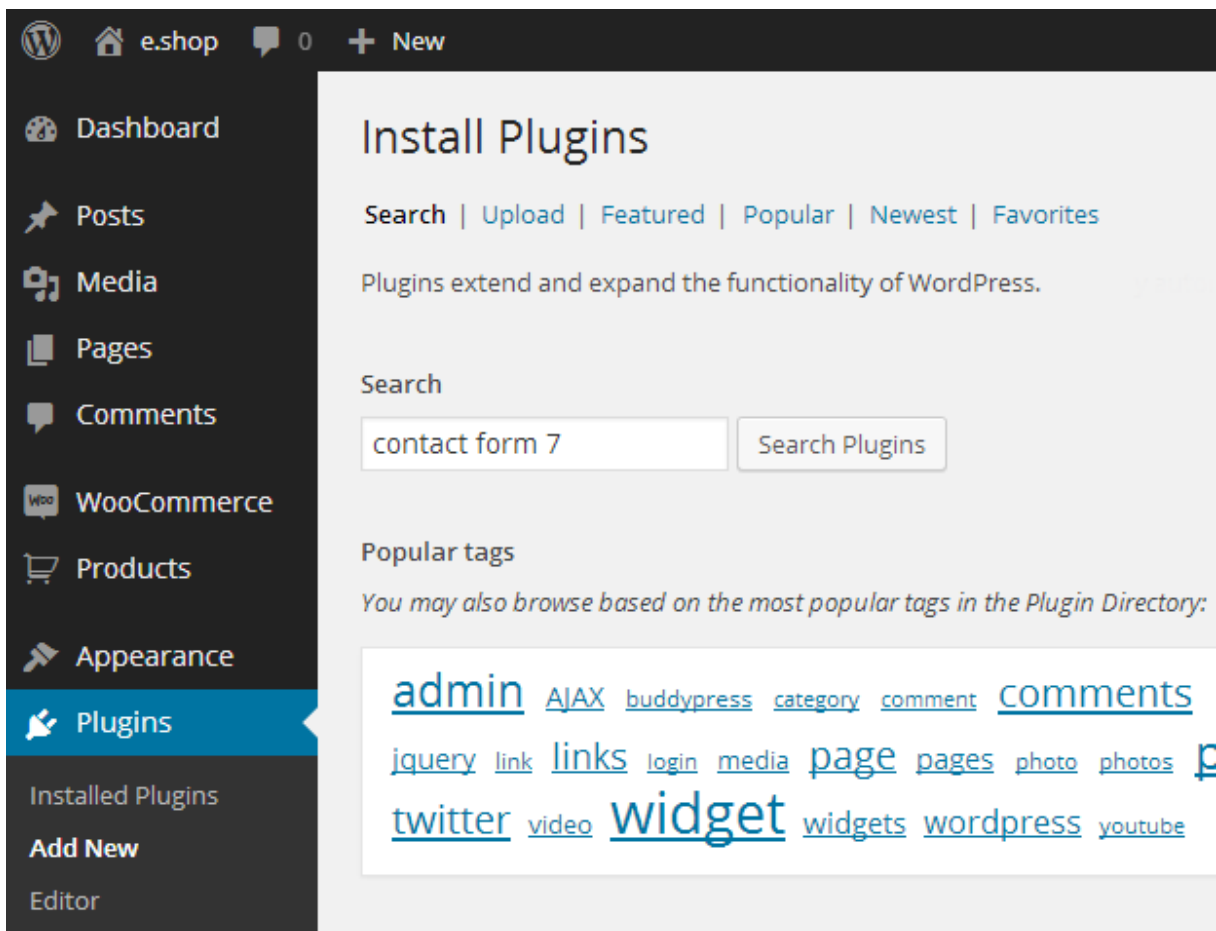 e.shop 0 New
Dashboard
Posts
Media
Pages
Comments
Woo WooCommerce
Products
Appearance
Plugins
Installed Plugins
Add New
Editor
Install Plugins
Search | Upload | Featured | Popular | Newest | Favorites
Plugins extend and expand the functionality of WordPress.
Search
contact form 7 Search Plugins
Popular tags
You may also browse based on the most popular tags in the Plugin Directory:
admin AJAX buddypress category comment comments
jquery link links login media page pages photo photos
twitter video widget widgets wordpress youtube